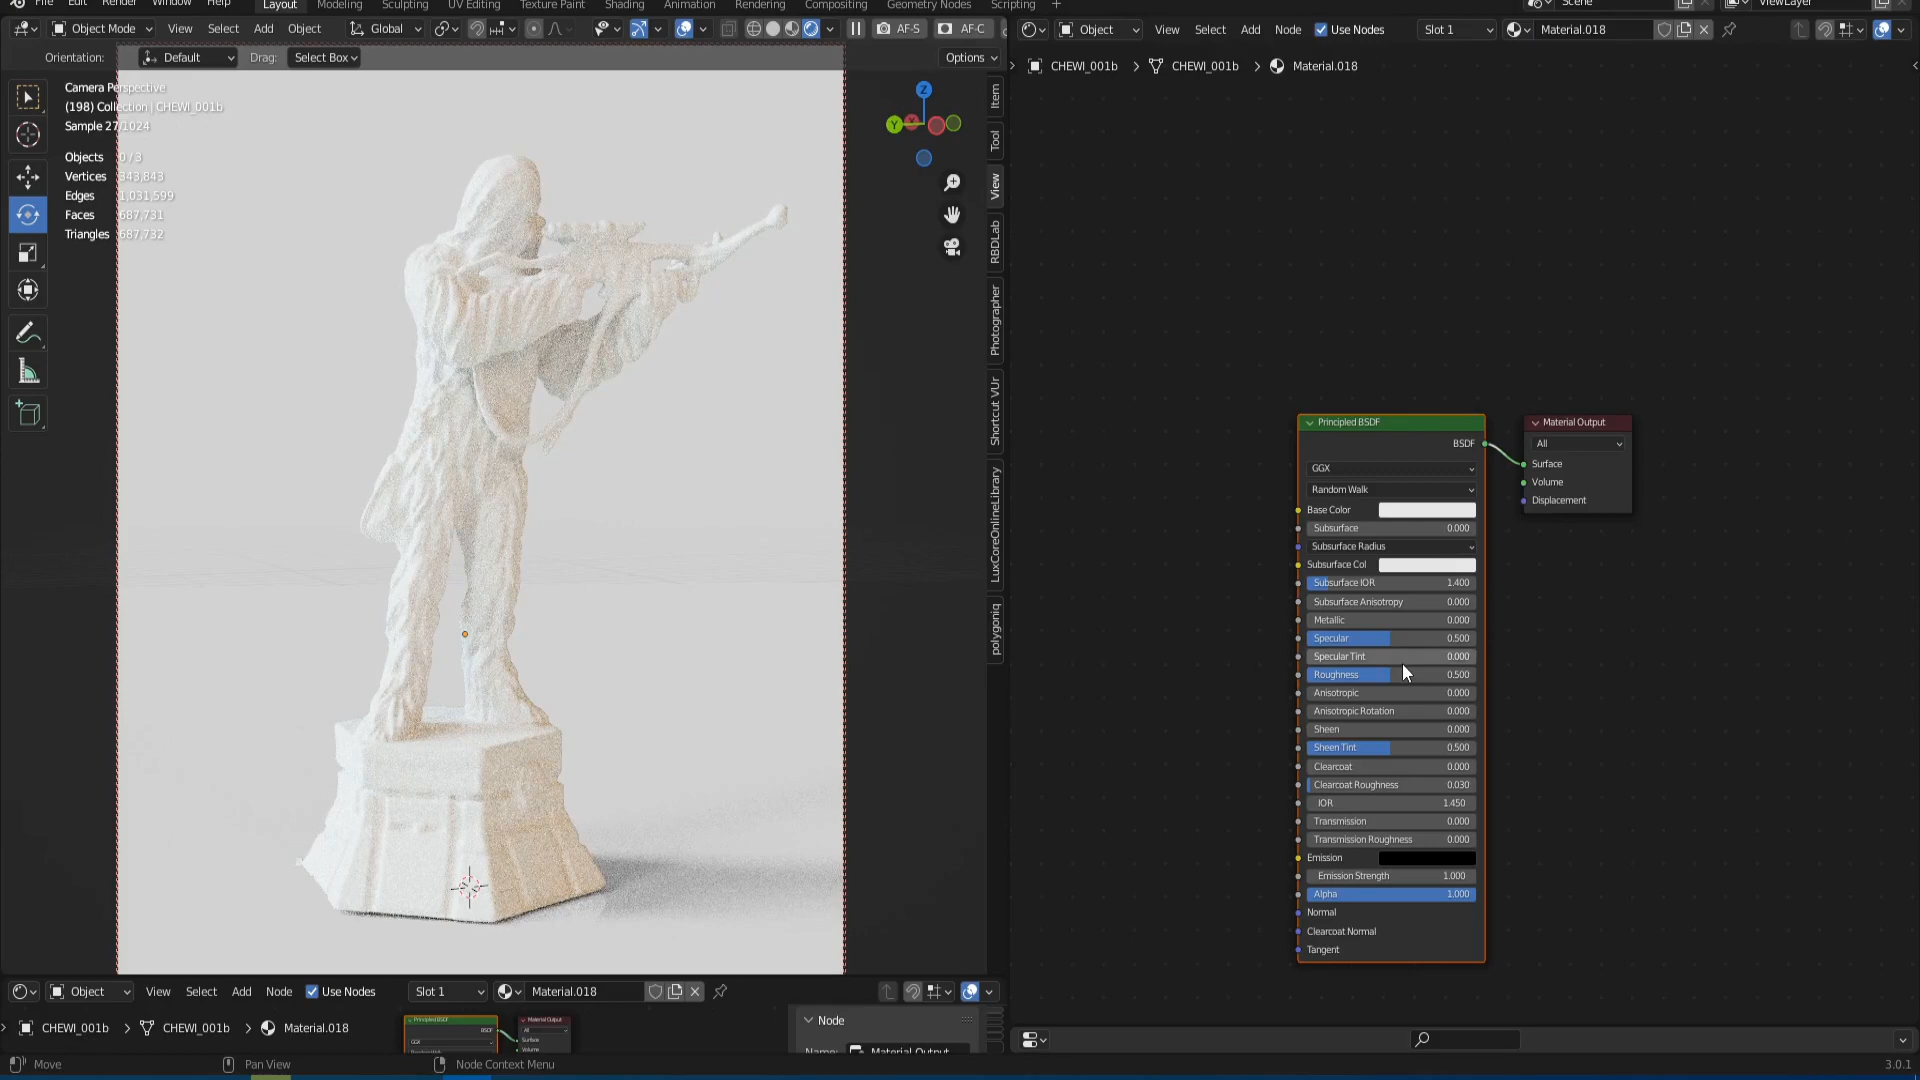 File Edit Render Window Help Layout Modeling Sculpting UV Editing Texture Paint Shading Animation Rendering Compositing Geometry Nodes Scripting + Scene ViewLayer
Object Mode View Select Add Object Global AF-S AF-C
Object View Select Add Node Use Nodes Slot 1 Material.018
Orientation: Default Drag: Select Box Options
CHEWI_001b > CHEWI_001b > Material.018
Camera Perspective
(198) Collection | CHEWI_001b
Sample 27/1024
Objects 0/3
Vertices 343,843
Edges 1,031,599
Faces 687,731
Triangles 687,732
Z
Y
X
Item
Tool
View
RBDLab
Photographer
Shortcut VUr
LuxCoreOnlineLibrary
polygoniq
Principled BSDF
BSDF
GGX
Random Walk
Base Color
Subsurface 0.000
Subsurface Radius
Subsurface Col
Subsurface IOR 1.400
Subsurface Anisotropy 0.000
Metallic 0.000
Specular 0.500
Specular Tint 0.000
Roughness 0.500
Anisotropic 0.000
Anisotropic Rotation 0.000
Sheen 0.000
Sheen Tint 0.500
Clearcoat 0.000
Clearcoat Roughness 0.030
IOR 1.450
Transmission 0.000
Transmission Roughness 0.000
Emission
Emission Strength 1.000
Alpha 1.000
Normal
Clearcoat Normal
Tangent
Material Output
All
Surface
Volume
Displacement
Object View Select Add Node Use Nodes Slot 1 Material.018
CHEWI_001b > CHEWI_001b > Material.018
Principled BSDF
BSDF
GGX
Material Output
All
Surface
Volume
Node
Name: Material Output
Move Pan View Node Context Menu 3.0.1